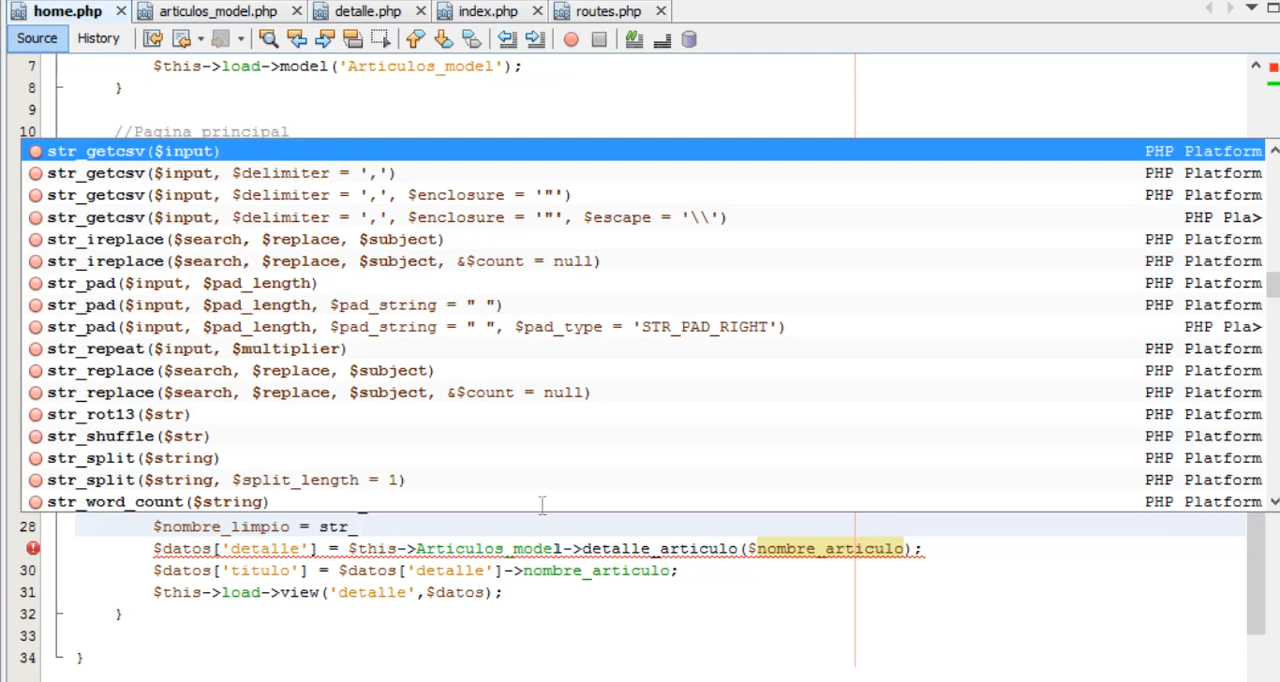 home.php articulos_model.php detalle.php index.php routes.php
Source History
7 $this->load->model('Articulos_model');
8 }
9
10 //Pagina principal
str_getcsv($input) PHP Platform
str_getcsv($input, $delimiter = ',') PHP Platform
str_getcsv($input, $delimiter = ',', $enclosure = '"') PHP Platform
str_getcsv($input, $delimiter = ',', $enclosure = '"', $escape = '\\') PHP Pla>
str_ireplace($search, $replace, $subject) PHP Platform
str_ireplace($search, $replace, $subject, &$count = null) PHP Platform
str_pad($input, $pad_length) PHP Platform
str_pad($input, $pad_length, $pad_string = " ") PHP Platform
str_pad($input, $pad_length, $pad_string = " ", $pad_type = 'STR_PAD_RIGHT') PHP Pla>
str_repeat($input, $multiplier) PHP Platform
str_replace($search, $replace, $subject) PHP Platform
str_replace($search, $replace, $subject, &$count = null) PHP Platform
str_rot13($str) PHP Platform
str_shuffle($str) PHP Platform
str_split($string) PHP Platform
str_split($string, $split_length = 1) PHP Platform
str_word_count($string) PHP Platform
28 $nombre_limpio = str_
$datos['detalle'] = $this->Articulos_model->detalle_articulo($nombre_articulo);
30 $datos['titulo'] = $datos['detalle']->nombre_articulo;
31 $this->load->view('detalle',$datos);
32 }
33
34 }